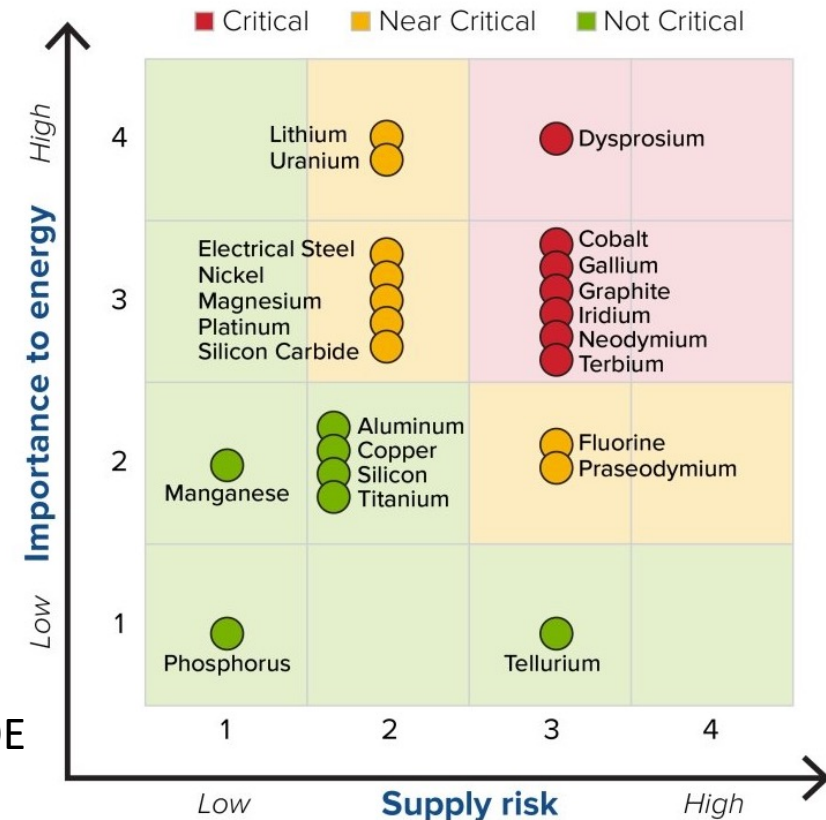 Critical
Near Critical
Not Critical
High
Importance to energy
Low
4
3
2
1
Lithium
Uranium
Dysprosium
Electrical Steel
Nickel
Magnesium
Platinum
Silicon Carbide
Cobalt
Gallium
Graphite
Iridium
Neodymium
Terbium
Manganese
Aluminum
Copper
Silicon
Titanium
Fluorine
Praseodymium
Phosphorus
Tellurium
1
2
3
4
Low
Supply risk
High